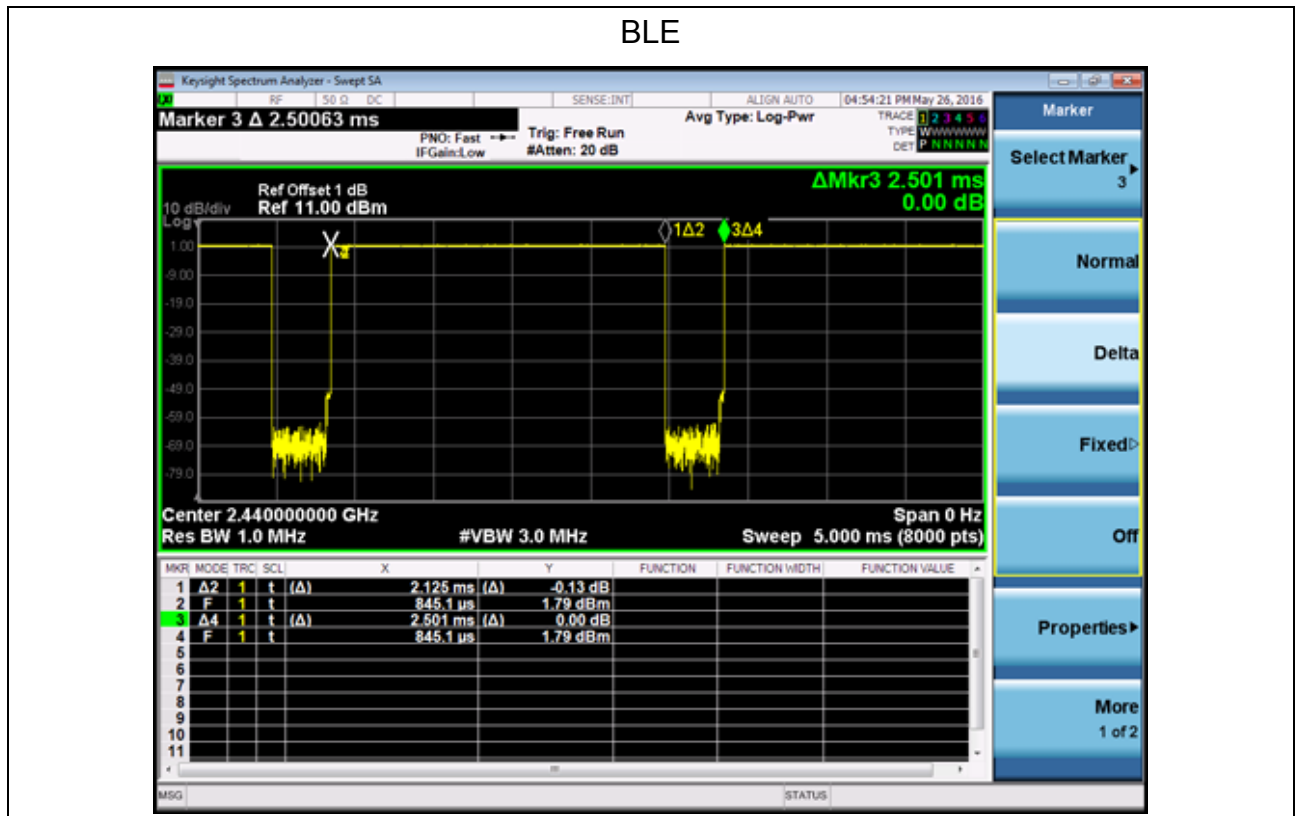 BLE
Keysight Spectrum Analyzer - Swept SA
LXI RF 50 Ω DC SENSE:INT ALIGN AUTO 04:54:21 PM May 26, 2016
Marker 3 Δ 2.50063 ms
PNO: Fast
IFGain:Low
Trig: Free Run
#Atten: 20 dB
Avg Type: Log-Pwr
TRACE 1 2 3 4 5 6
TYPE WWWWWW
DET P N N N N N
ΔMkr3 2.501 ms
0.00 dB
Ref Offset 1 dB
10 dB/div Ref 11.00 dBm
Log
1Δ2 3Δ4
1.00
-9.00
-19.0
-29.0
-39.0
-49.0
-59.0
-69.0
-79.0
Center 2.440000000 GHz Span 0 Hz
Res BW 1.0 MHz #VBW 3.0 MHz Sweep 5.000 ms (8000 pts)
MKR MODE TRC SCL X Y FUNCTION FUNCTION WIDTH FUNCTION VALUE
1 Δ2 1 t (Δ) 2.125 ms (Δ) -0.13 dB
2 F 1 t 845.1 µs 1.79 dBm
3 Δ4 1 t (Δ) 2.501 ms (Δ) 0.00 dB
4 F 1 t 845.1 µs 1.79 dBm
5
6
7
8
9
10
11
MSG STATUS
Marker
Select Marker
3
Normal
Delta
Fixed
Off
Properties
More
1 of 2